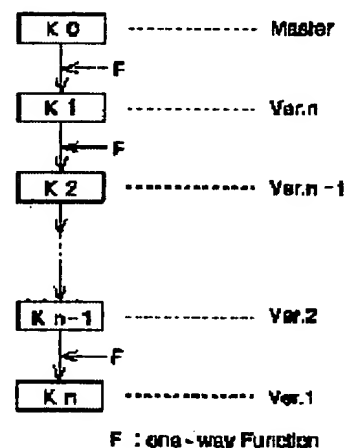 K 0 Master
F
K 1 Ver.n
F
K 2 Ver.n-1
K n-1 Ver.2
F
K n Ver.1
F : one-way Function